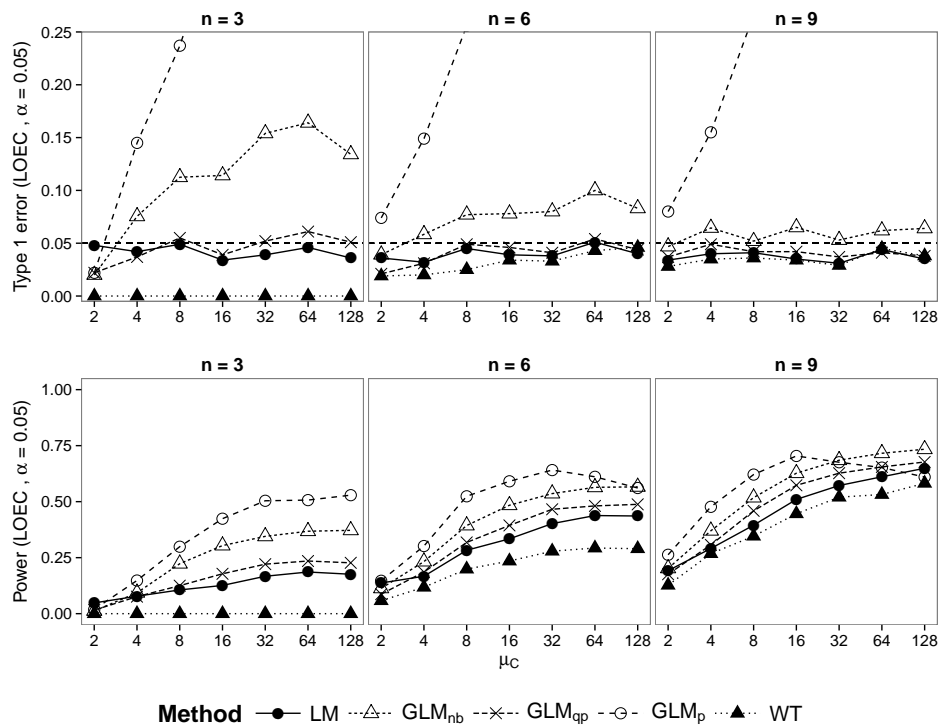 n = 3 n = 6 n = 9
Type 1 error (LOEC , α = 0.05)
0.25
0.20
0.15
0.10
0.05
0.00
2 4 8 16 32 64 128 2 4 8 16 32 64 128 2 4 8 16 32 64 128
n = 3 n = 6 n = 9
Power (LOEC , α = 0.05)
1.00
0.75
0.50
0.25
0.00
2 4 8 16 32 64 128 2 4 8 16 32 64 128 2 4 8 16 32 64 128
μC
Method LM GLMnb GLMqp GLMp WT